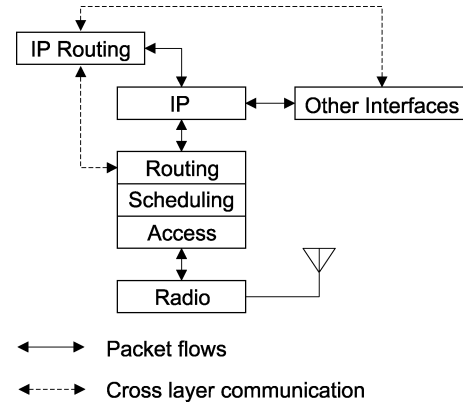 IP Routing
IP
Other Interfaces
Routing
Scheduling
Access
Radio
Packet flows
Cross layer communication